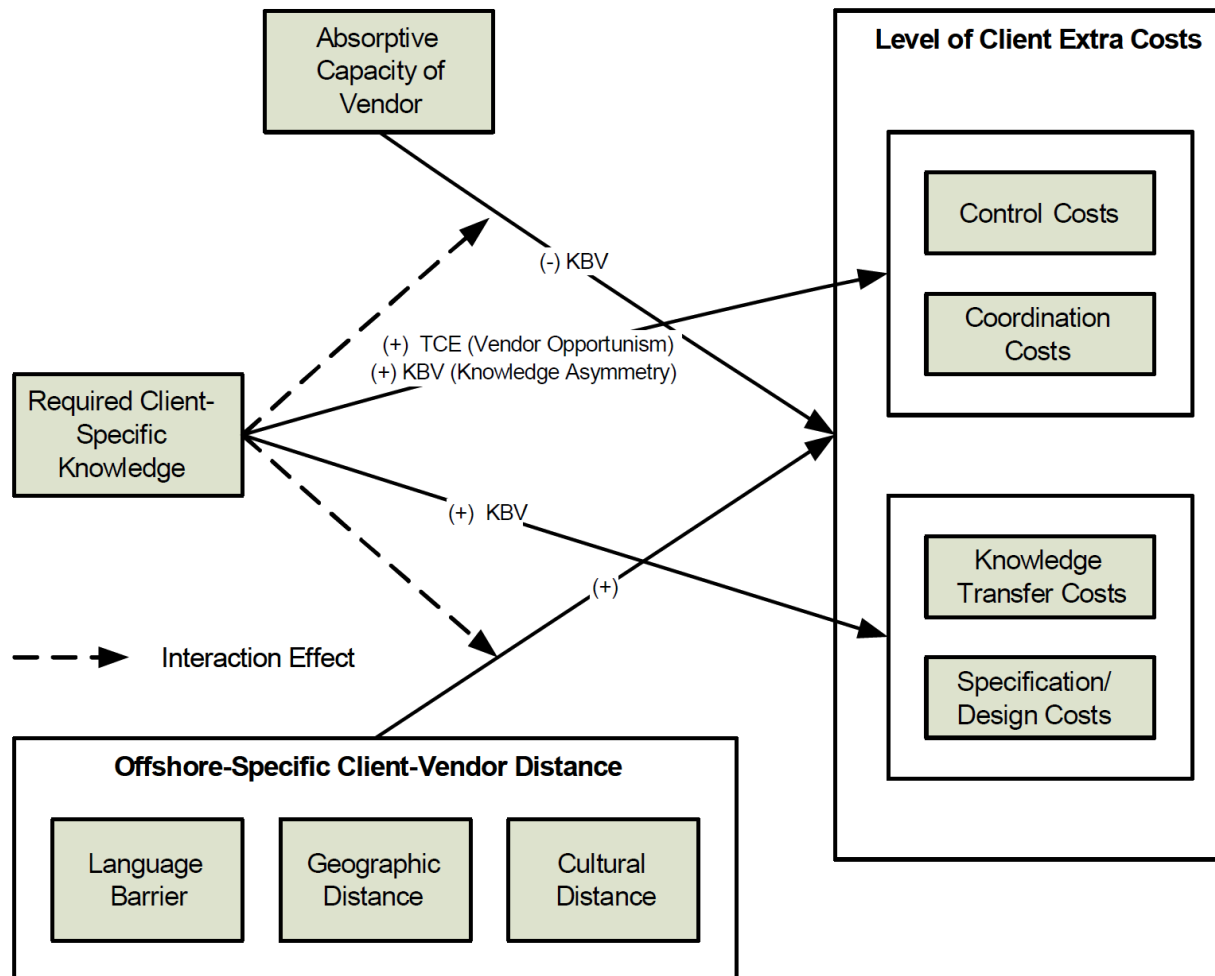 Absorptive
Capacity of
Vendor
Level of Client Extra Costs
Control Costs
Coordination
Costs
(-) KBV
(+) TCE (Vendor Opportunism)
(+) KBV (Knowledge Asymmetry)
Required Client-
Specific
Knowledge
(+) KBV
(+)
Knowledge
Transfer Costs
Specification/
Design Costs
Interaction Effect
Offshore-Specific Client-Vendor Distance
Language
Barrier
Geographic
Distance
Cultural
Distance